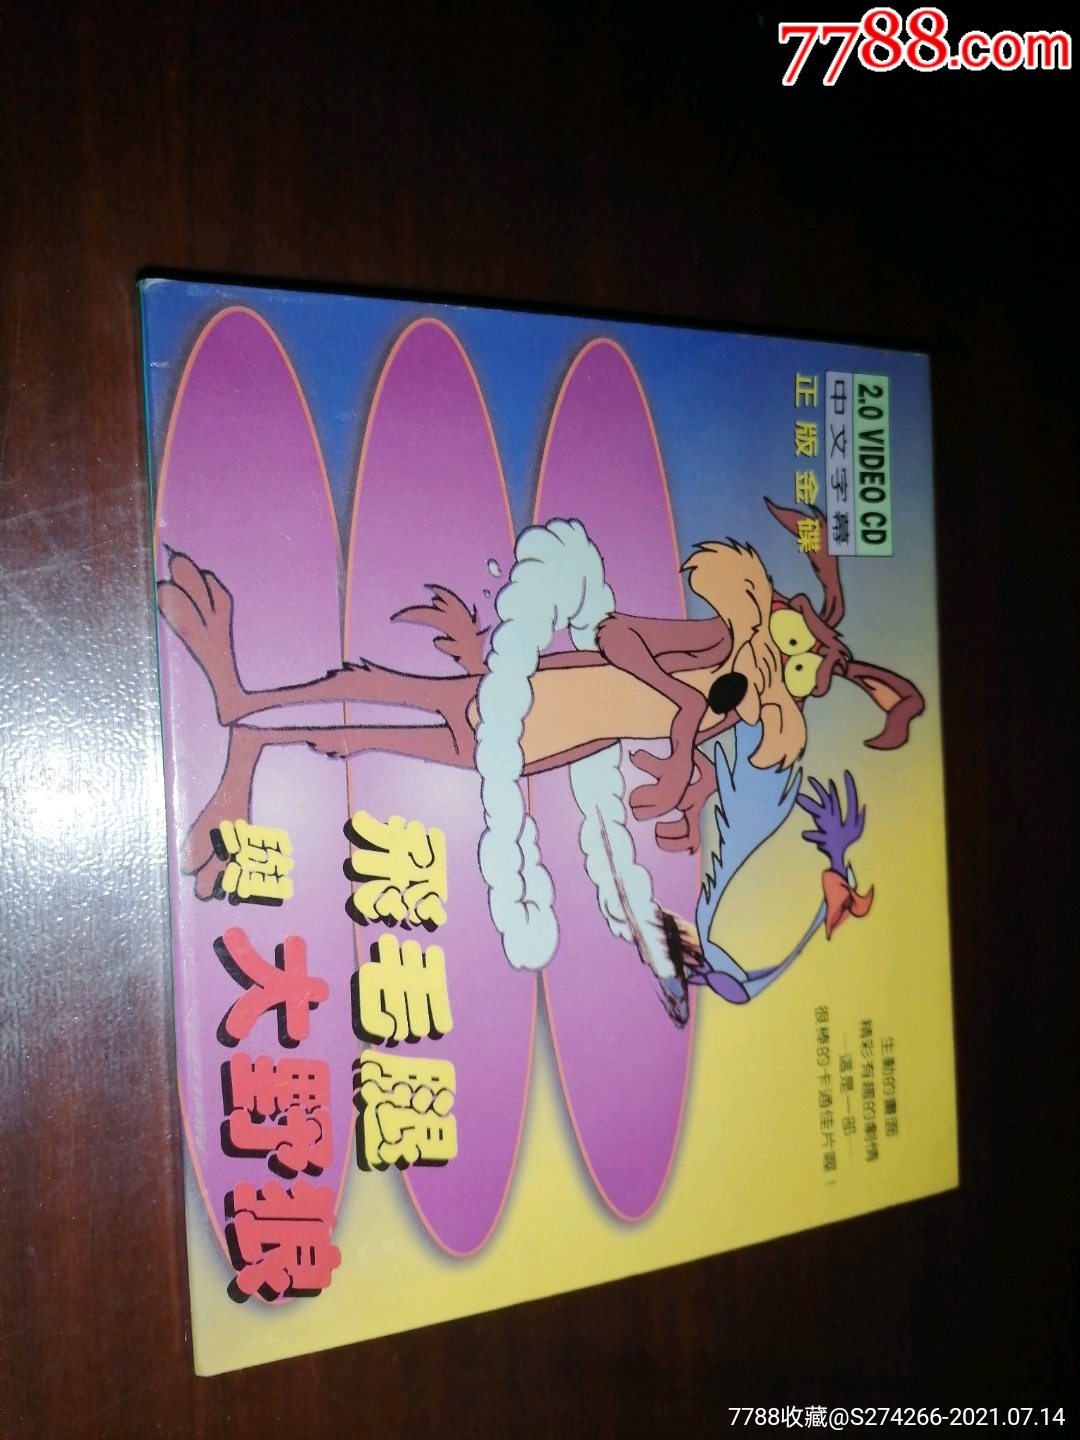 7788.com
2.0 VIDEO CD
中文字幕
正版金碟
生動的畫面
精彩有趣的劇情
—這是一部—
很棒的卡通佳片喔！
飛毛腿
與大野狼
7788收藏@S274266-2021.07.14